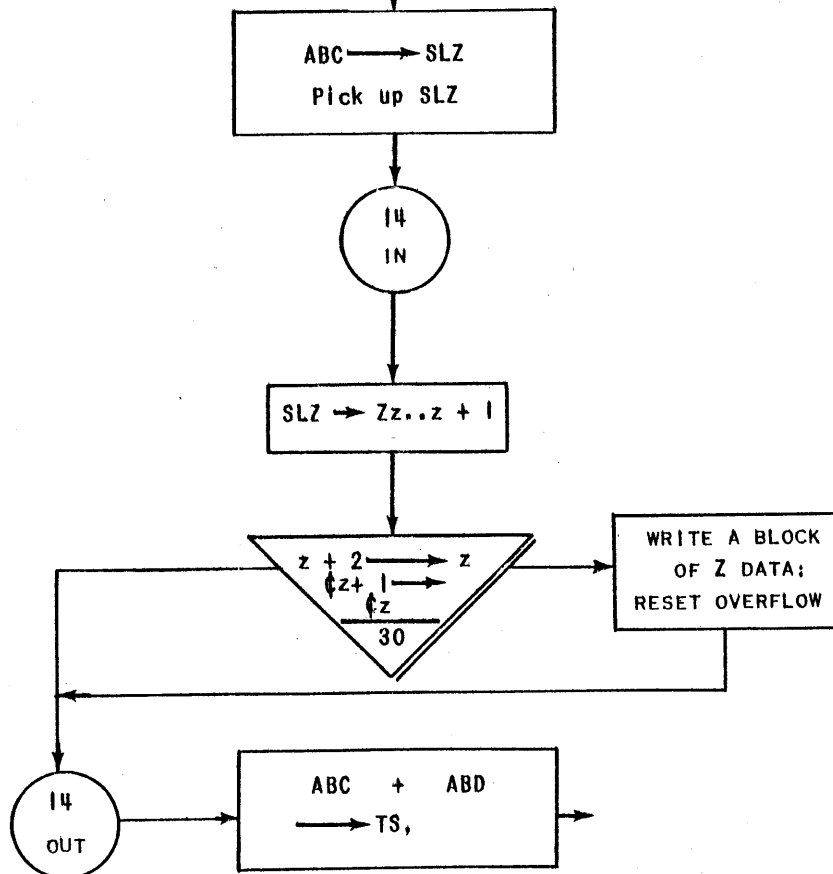 ABC → SLZ
Pick up SLZ
14
IN
SLZ → Zz..z + 1
z + 2 → z
¢z + 1 →
¢z
30
WRITE A BLOCK
OF Z DATA;
RESET OVERFLOW
14
OUT
ABC + ABD
→ TS,